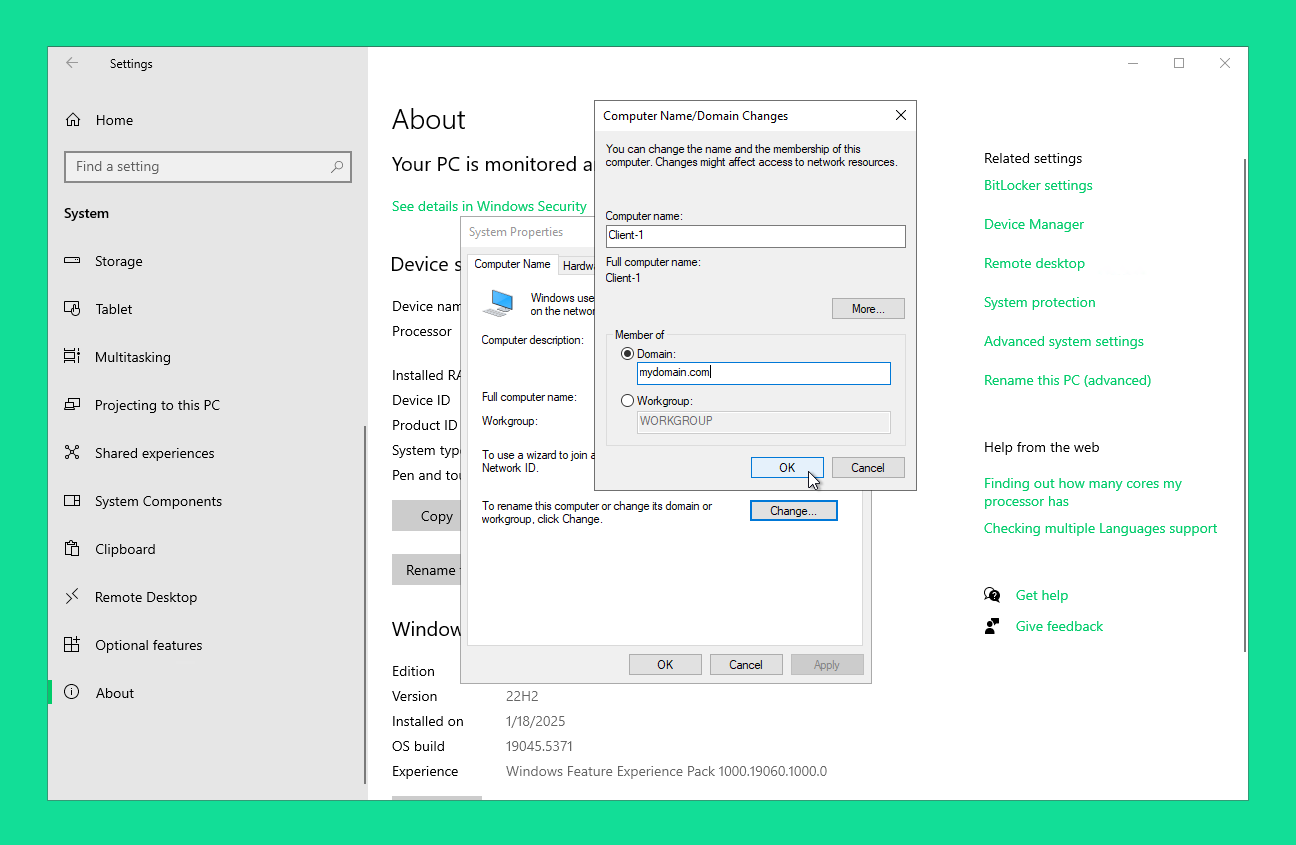 Settings
Home
Find a setting
System
Storage
Tablet
Multitasking
Projecting to this PC
Shared experiences
System Components
Clipboard
Remote Desktop
Optional features
About
About
Your PC is monitored
See details in Windows Security
Device
Device
Processor
Installed
Device ID
Product ID
System
Pen and
Copy
Rename
Edition
Version 22H2
Installed on 1/18/2025
OS build 19045.5371
Experience Windows Feature Experience Pack 1000.19060.1000.0
System Properties
Computer Name
Windows
on the
Computer description:
Full computer name:
Workgroup:
To use a wizard to join
Network ID.
To rename this computer or change its domain or
workgroup, click Change.
Change...
OK
Cancel
Apply
Computer Name/Domain Changes
You can change the name and the membership of this
computer. Changes might affect access to network resources.
Computer name:
Client-1
Full computer name:
Client-1
More...
Member of
Domain:
mydomain.com
Workgroup:
WORKGROUP
OK
Cancel
Related settings
BitLocker settings
Device Manager
Remote desktop
System protection
Advanced system settings
Rename this PC (advanced)
Help from the web
Finding out how many cores my
processor has
Checking multiple Languages support
Get help
Give feedback